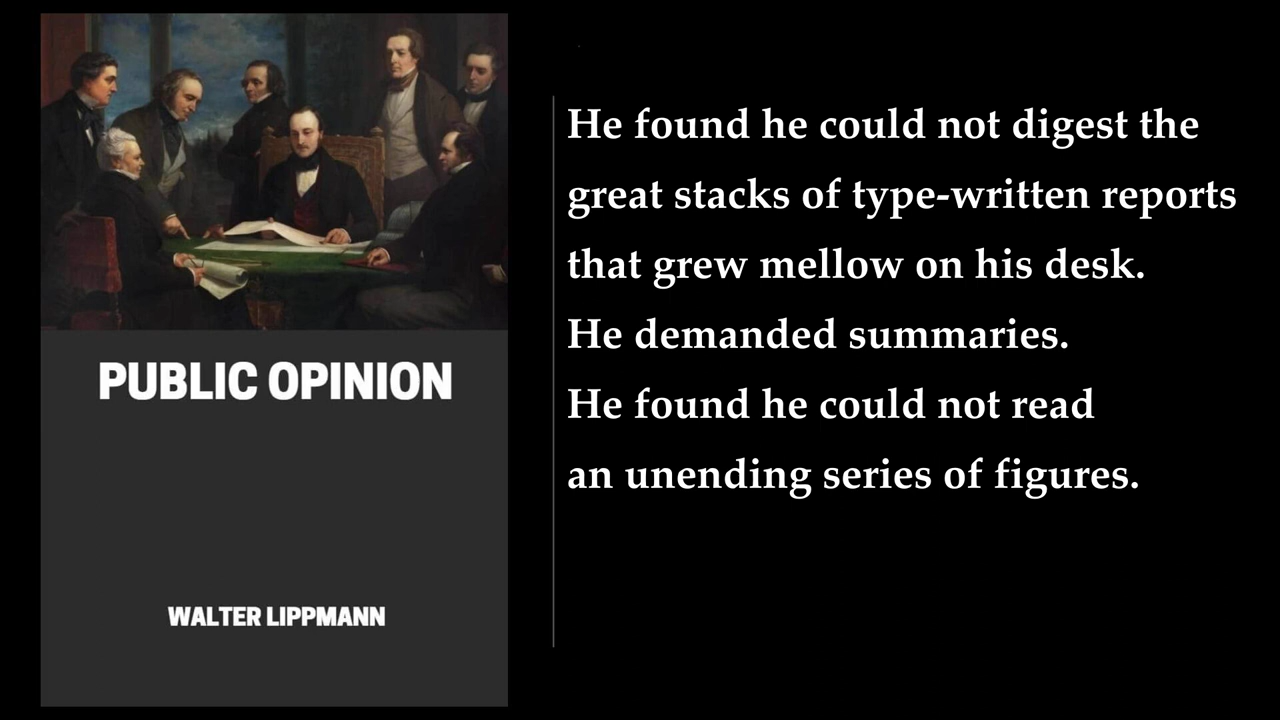 PUBLIC OPINION
WALTER LIPPMANN
He found he could not digest the
great stacks of type-written reports
that grew mellow on his desk.
He demanded summaries.
He found he could not read
an unending series of figures.